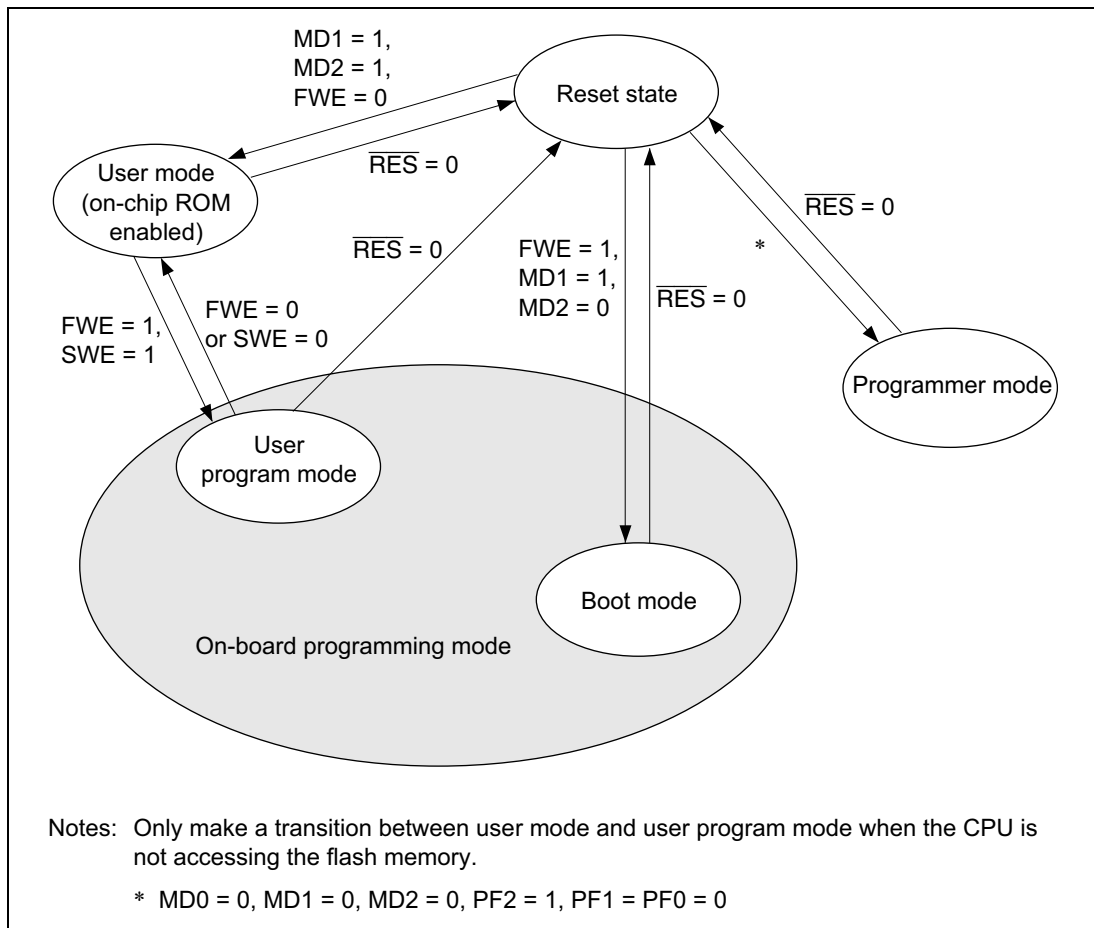 MD1 = 1,
MD2 = 1,
FWE = 0
Reset state
RES = 0
User mode
(on-chip ROM
enabled)
RES = 0
RES = 0
*
FWE = 1,
MD1 = 1,
MD2 = 0
RES = 0
FWE = 1,
SWE = 1
FWE = 0
or SWE = 0
Programmer mode
User
program mode
Boot mode
On-board programming mode
Notes: Only make a transition between user mode and user program mode when the CPU is
not accessing the flash memory.
* MD0 = 0, MD1 = 0, MD2 = 0, PF2 = 1, PF1 = PF0 = 0